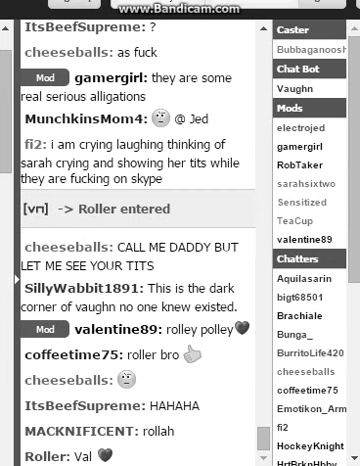 www.Bandicam.com
ItsBeefSupreme: ?
cheeseballs: as fuck
Mod gamergirl: they are some
real serious alligations
MunchkinsMom4: @ Jed
fi2: i am crying laughing thinking of
sarah crying and showing her tits while
they are fucking on skype
-> Roller entered
cheeseballs: CALL ME DADDY BUT
LET ME SEE YOUR TITS
SillyWabbit1891: This is the dark
corner of vaughn no one knew existed.
Mod valentine89: rolley polley
coffeetime75: roller bro
cheeseballs:
ItsBeefSupreme: HAHAHA
MACKNIFICENT: rollah
Roller: Val
Caster
Bubbaganoosh
Chat Bot
Vaughn
Mods
electrojed
gamergirl
RobTaker
sarahsixtwo
Sensitized
TeaCup
valentine89
Chatters
Aquilasarin
bigt68501
Brachiale
Bunga_
BurritoLife420
cheeseballs
coffeetime75
Emotikon_Arm
fi2
HockeyKnight